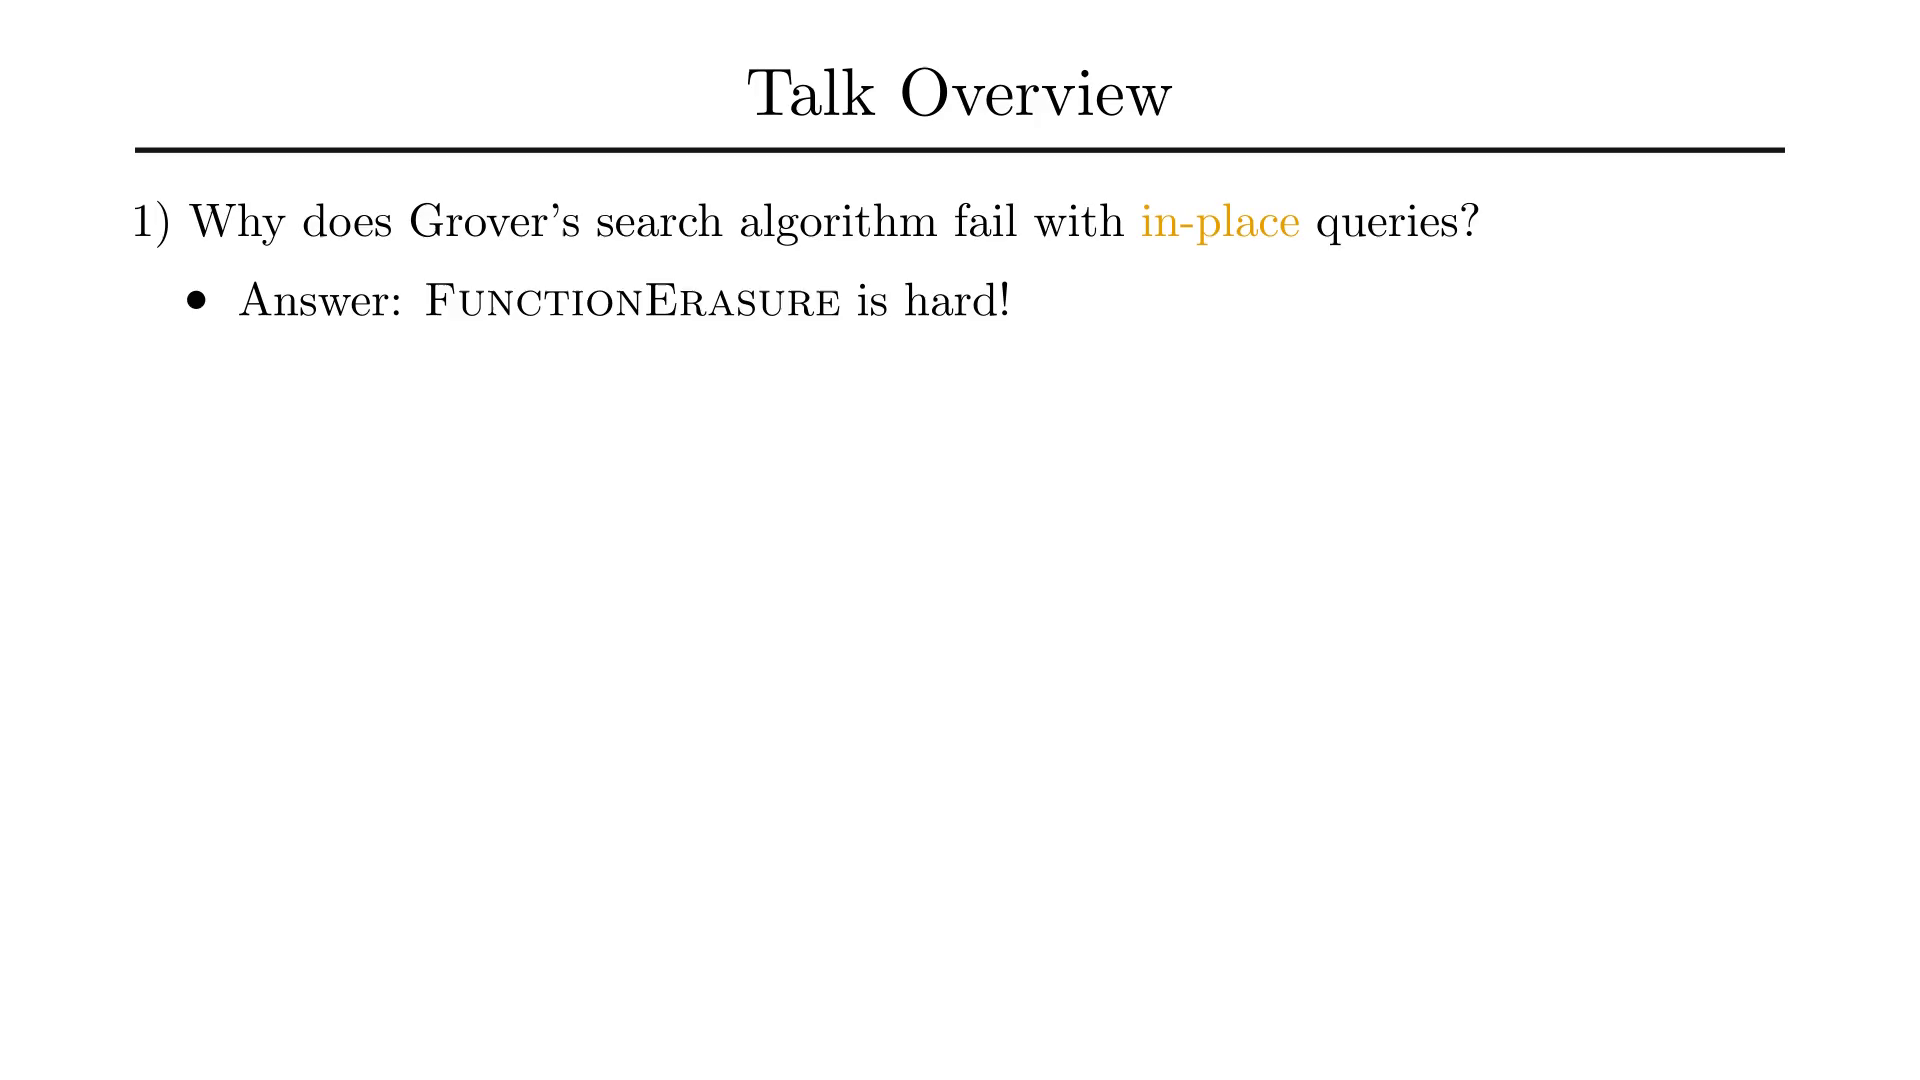 Talk Overview
1) Why does Grover's search algorithm fail with in-place queries?
• Answer: FUNCTIONERASURE is hard!